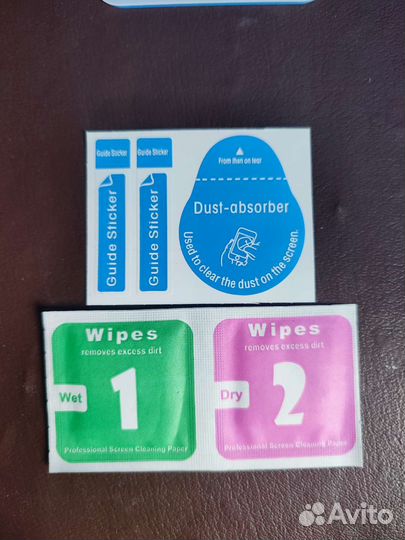 Guide Sticker
Guide Sticker
From then on tear
Guide Sticker
Guide Sticker
Dust-absorber
Used to clear the dust on the screen.
Wipes
removes excess dirt
Wet
1
Professional Screen Cleaning Paper
Wipes
removes excess dirt
Dry
2
Professional Screen Cleaning Paper
Avito